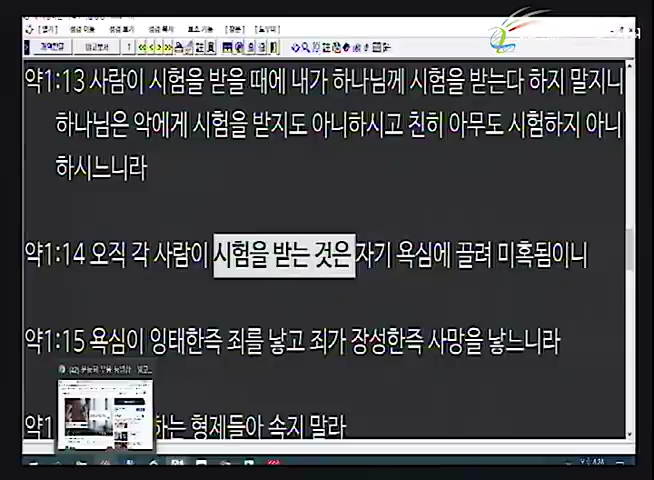 약1:13 사람이 시험을 받을 때에 내가 하나님께 시험을 받는다 하지 말지니
하나님은 악에게 시험을 받지도 아니하시고 친히 아무도 시험하지 아니
하시느니라
약1:14 오직 각 사람이 시험을 받는 것은 자기 욕심에 끌려 미혹됨이니
약1:15 욕심이 잉태한즉 죄를 낳고 죄가 장성한즉 사망을 낳느니라
약1 하는 형제들아 속지 말라